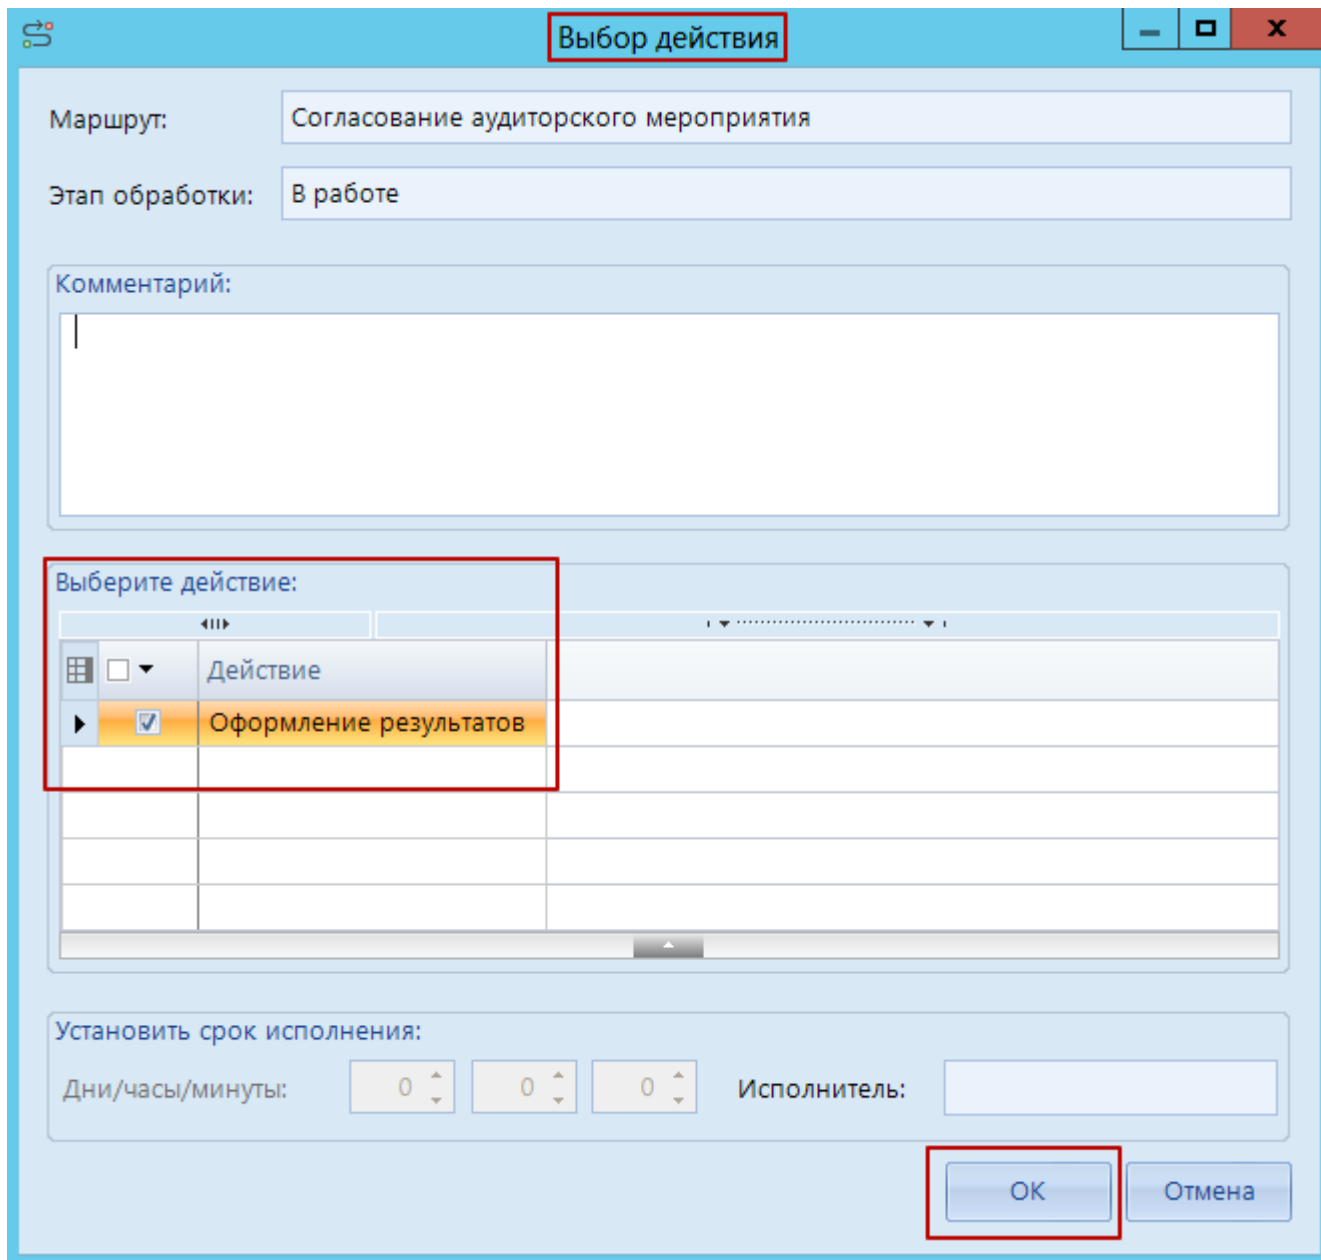 Выбор действия
Маршрут: Согласование аудиторского мероприятия
Этап обработки: В работе
Комментарий:
Выберите действие:
Действие
Оформление результатов
Установить срок исполнения:
Дни/часы/минуты: 0 0 0 Исполнитель:
ОК Отмена